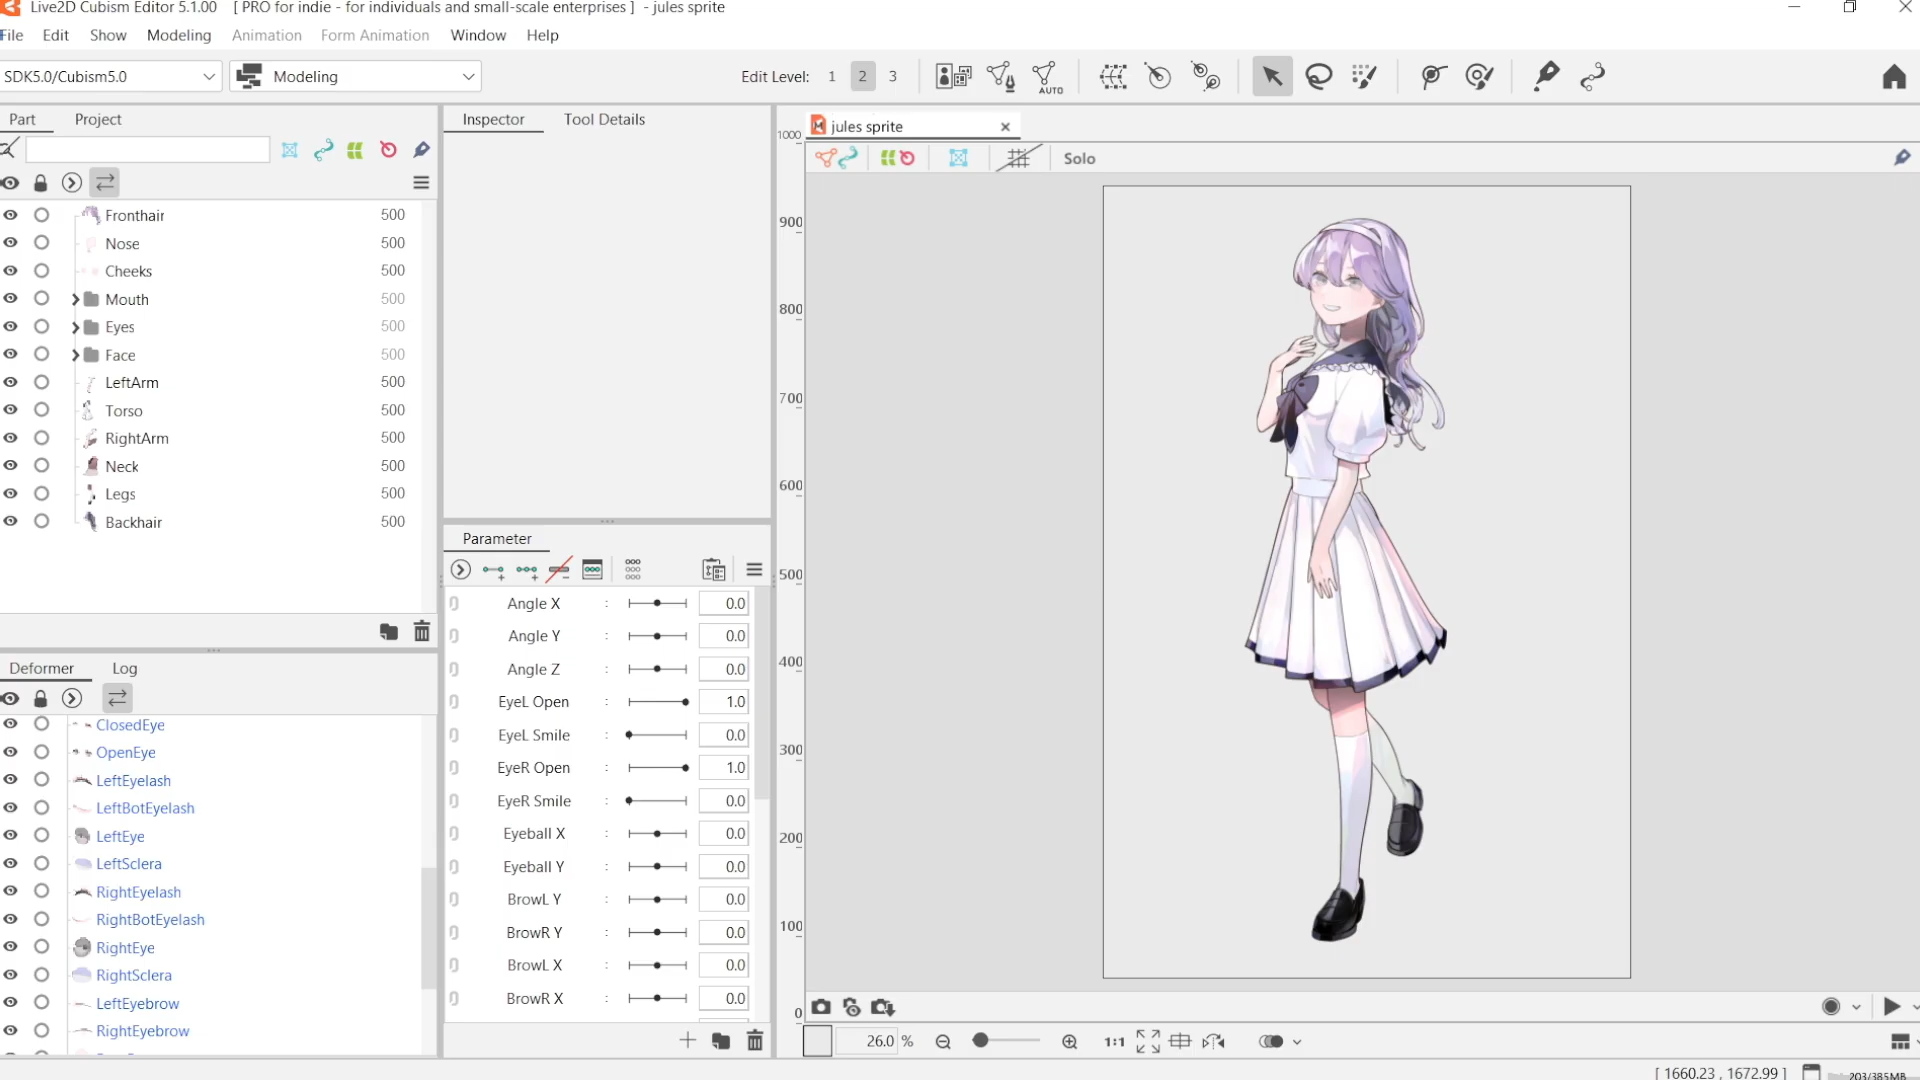 Live2D Cubism Editor 5.1.00 [ PRO for indie - for individuals and small-scale enterprises ] - jules sprite
File Edit Show Modeling Animation Form Animation Window Help
SDK5.0/Cubism5.0 Modeling Edit Level: 1 2 3 AUTO
Part Project
Fronthair 500
Nose 500
Cheeks 500
Mouth 500
Eyes 500
Face 500
LeftArm 500
Torso 500
RightArm 500
Neck 500
Legs 500
Backhair 500
Deformer Log
ClosedEye
OpenEye
LeftEyelash
LeftBotEyelash
LeftEye
LeftSclera
RightEyelash
RightBotEyelash
RightEye
RightSclera
LeftEyebrow
RightEyebrow
Inspector Tool Details
Parameter
Angle X : 0.0
Angle Y : 0.0
Angle Z : 0.0
EyeL Open : 1.0
EyeL Smile : 0.0
EyeR Open : 1.0
EyeR Smile : 0.0
Eyeball X : 0.0
Eyeball Y : 0.0
BrowL Y : 0.0
BrowR Y : 0.0
BrowL X : 0.0
BrowR X : 0.0
jules sprite
Solo
1000
900
800
700
600
500
400
300
200
100
0
26.0 % 1:1
[ 1660.23 , 1672.99 ] 203/385MB